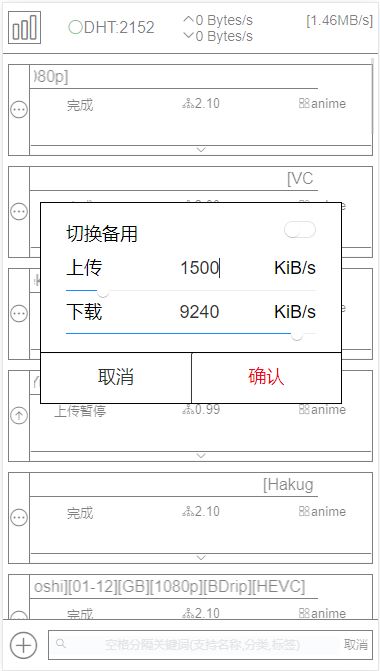 DHT:2152
0 Bytes/s
0 Bytes/s
[1.46MB/s]
080p]
完成 2.10 anime
[VC
切换备用
上传 1500 KiB/s
下载 9240 KiB/s
取消 确认
上传暂停 0.99 anime
[Hakug
完成 2.10 anime
oshi][01-12][GB][1080p][BDrip][HEVC]
完成 2.10 anime
空格分隔关键词(支持名称,分类,标签) 取消